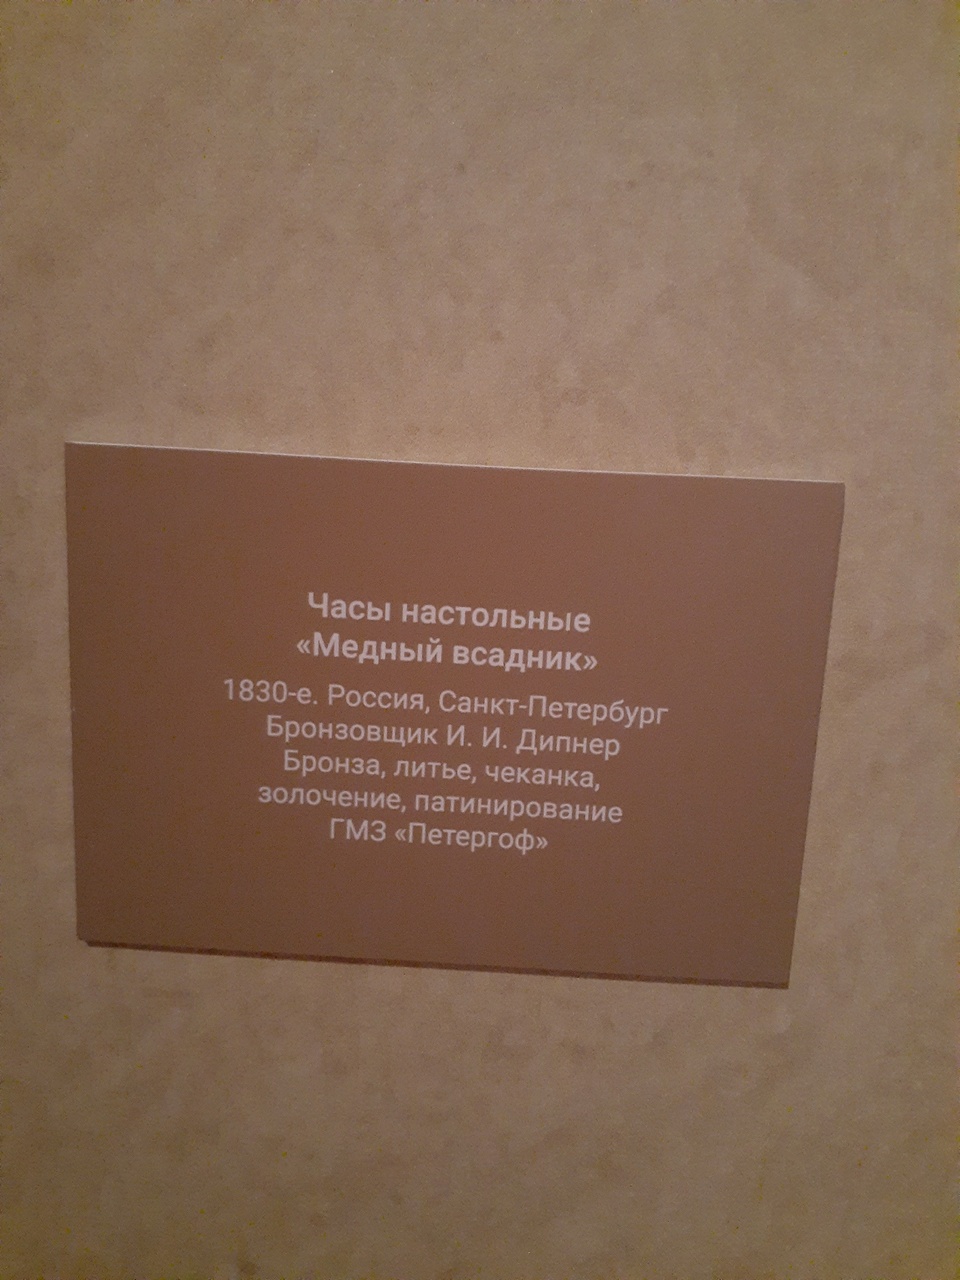 Часы настольные
«Медный всадник»
1830-е. Россия, Санкт-Петербург
Бронзовщик И. И. Дипнер
Бронза, литье, чеканка,
золочение, патинирование
ГМЗ «Петергоф»